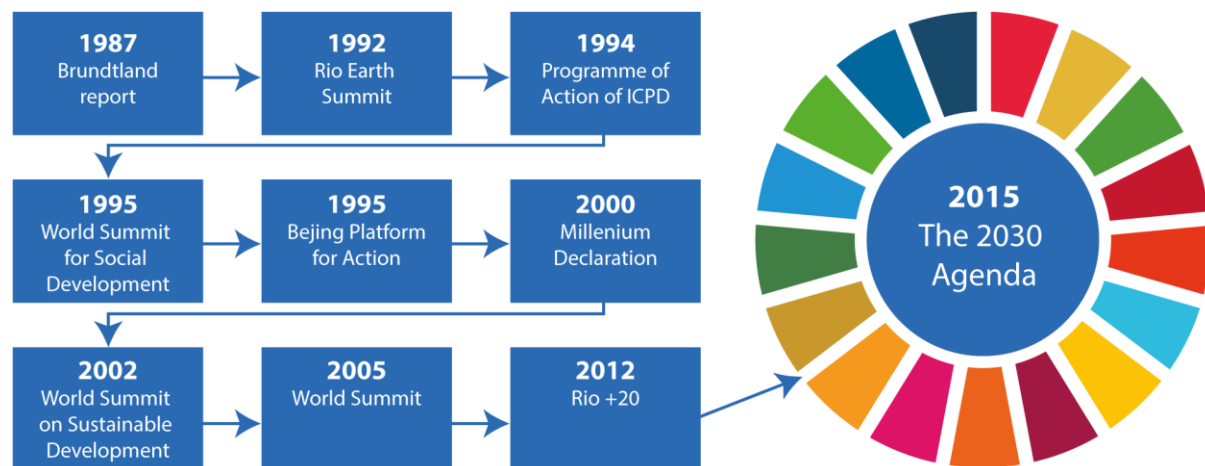 1987
Brundtland
report
1992
Rio Earth
Summit
1994
Programme of
Action of ICPD
1995
World Summit
for Social
Development
1995
Bejing Platform
for Action
2000
Millenium
Declaration
2002
World Summit
on Sustainable
Development
2005
World Summit
2012
Rio +20
2015
The 2030
Agenda